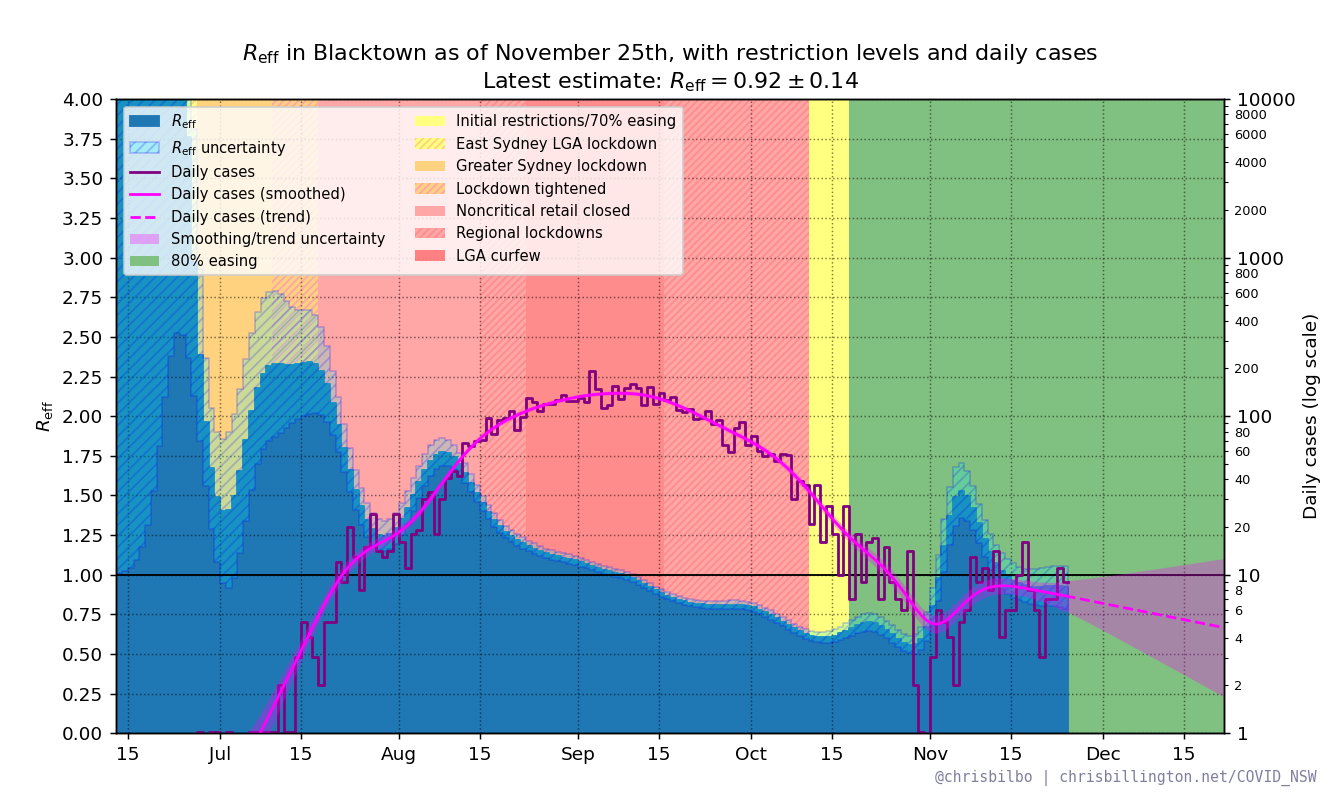 R_eff in Blacktown as of November 25th, with restriction levels and daily cases
Latest estimate: R_eff = 0.92 ± 0.14
R_eff
R_eff uncertainty
Daily cases
Daily cases (smoothed)
Daily cases (trend)
Smoothing/trend uncertainty
80% easing
Initial restrictions/70% easing
East Sydney LGA lockdown
Greater Sydney lockdown
Lockdown tightened
Noncritical retail closed
Regional lockdowns
LGA curfew
R_eff
4.00
3.75
3.50
3.25
3.00
2.75
2.50
2.25
2.00
1.75
1.50
1.25
1.00
0.75
0.50
0.25
0.00
15
Jul
15
Aug
15
Sep
15
Oct
15
Nov
15
Dec
15
10000
8000
6000
4000
2000
1000
800
600
400
200
100
80
60
40
20
10
8
6
4
2
1
Daily cases (log scale)
@chrisbilbo | chrisbillington.net/COVID_NSW